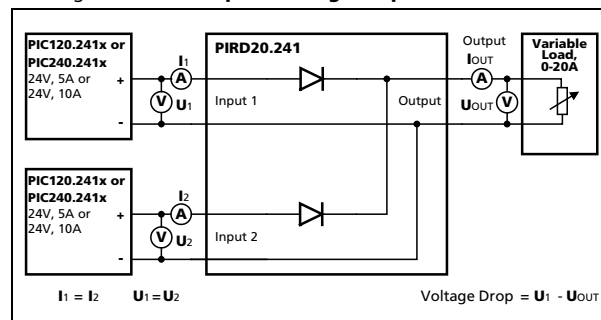 PIC120.241x or
PIC240.241x
24V, 5A or
24V, 10A
+
-
I1
A
V
U1
PIRD20.241
Input 1
Output
Output
IOUT
A
UOUT
V
Variable
Load,
0-20A
PIC120.241x or
PIC240.241x
24V, 5A or
24V, 10A
+
-
I2
A
V
U2
Input 2
I1 = I2
U1 = U2
Voltage Drop = U1 - UOUT